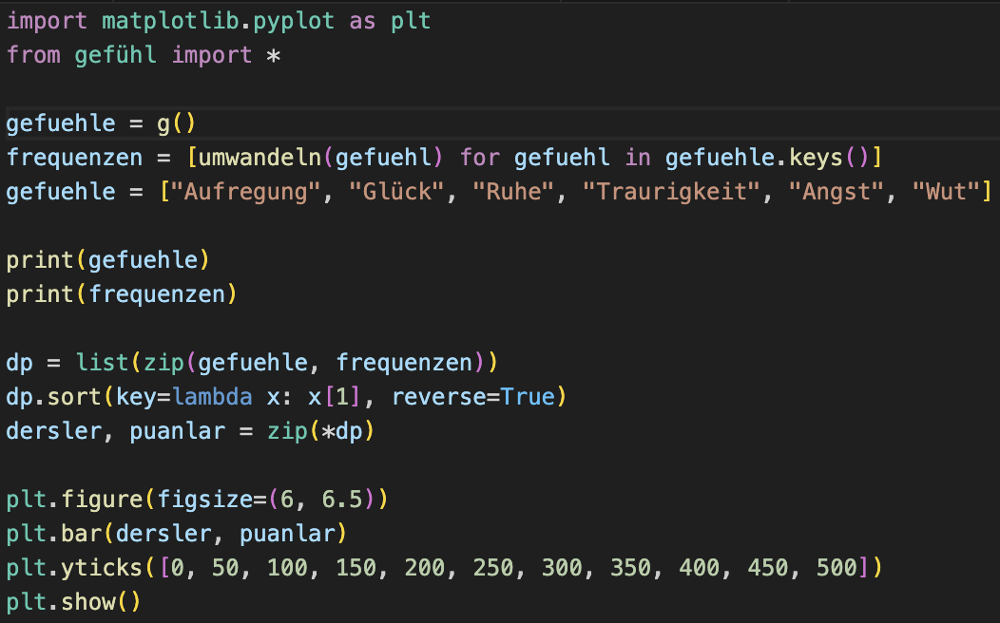 import matplotlib.pyplot as plt
from gefühl import *
gefuehle = g()
frequenzen = [umwandeln(gefuehl) for gefuehl in gefuehle.keys()]
gefuehle = ["Aufregung", "Glück", "Ruhe", "Traurigkeit", "Angst", "Wut"]
print(gefuehle)
print(frequenzen)
dp = list(zip(gefuehle, frequenzen))
dp.sort(key=lambda x: x[1], reverse=True)
dersler, puanlar = zip(*dp)
plt.figure(figsize=(6, 6.5))
plt.bar(dersler, puanlar)
plt.yticks([0, 50, 100, 150, 200, 250, 300, 350, 400, 450, 500])
plt.show()